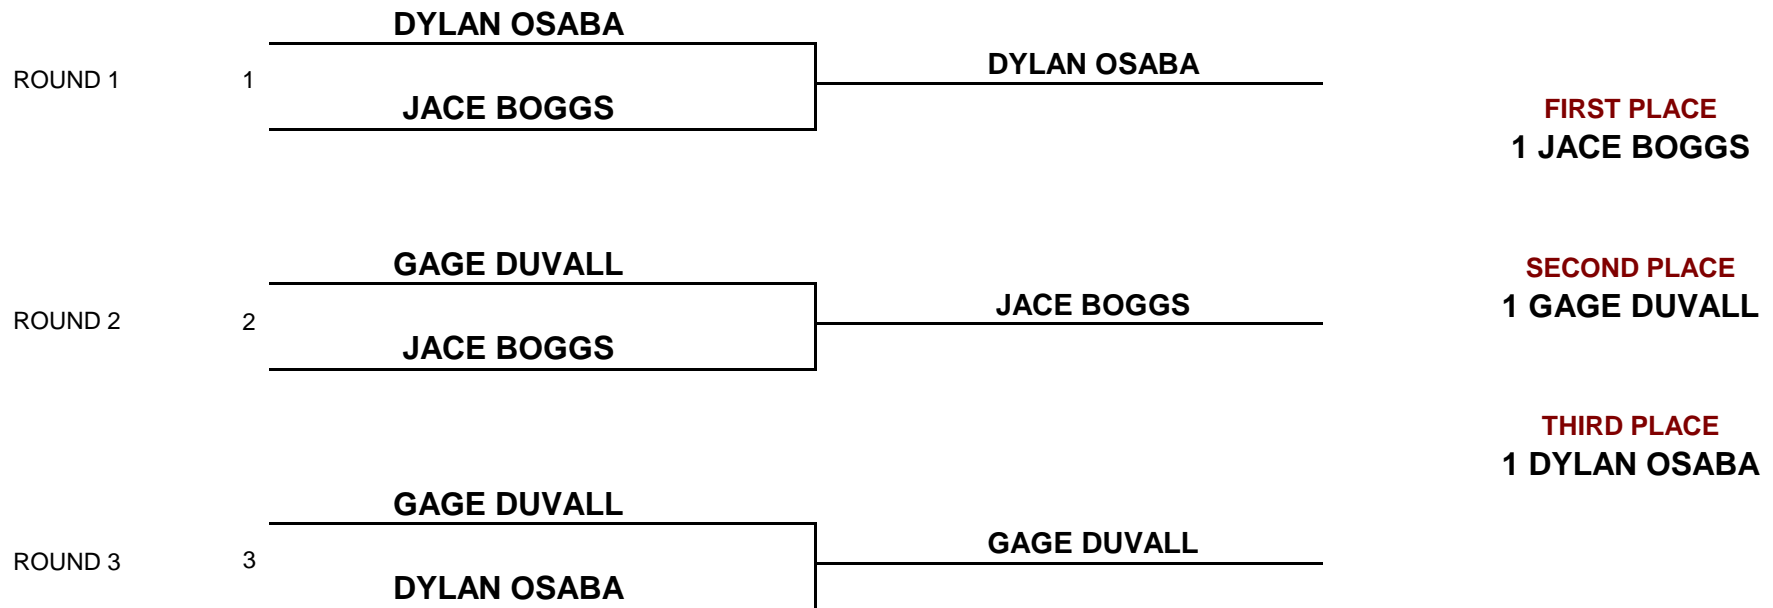 DYLAN OSABA
ROUND 1
1
DYLAN OSABA
JACE BOGGS
FIRST PLACE
1 JACE BOGGS
GAGE DUVALL
ROUND 2
2
JACE BOGGS
JACE BOGGS
SECOND PLACE
1 GAGE DUVALL
THIRD PLACE
1 DYLAN OSABA
GAGE DUVALL
ROUND 3
3
GAGE DUVALL
DYLAN OSABA